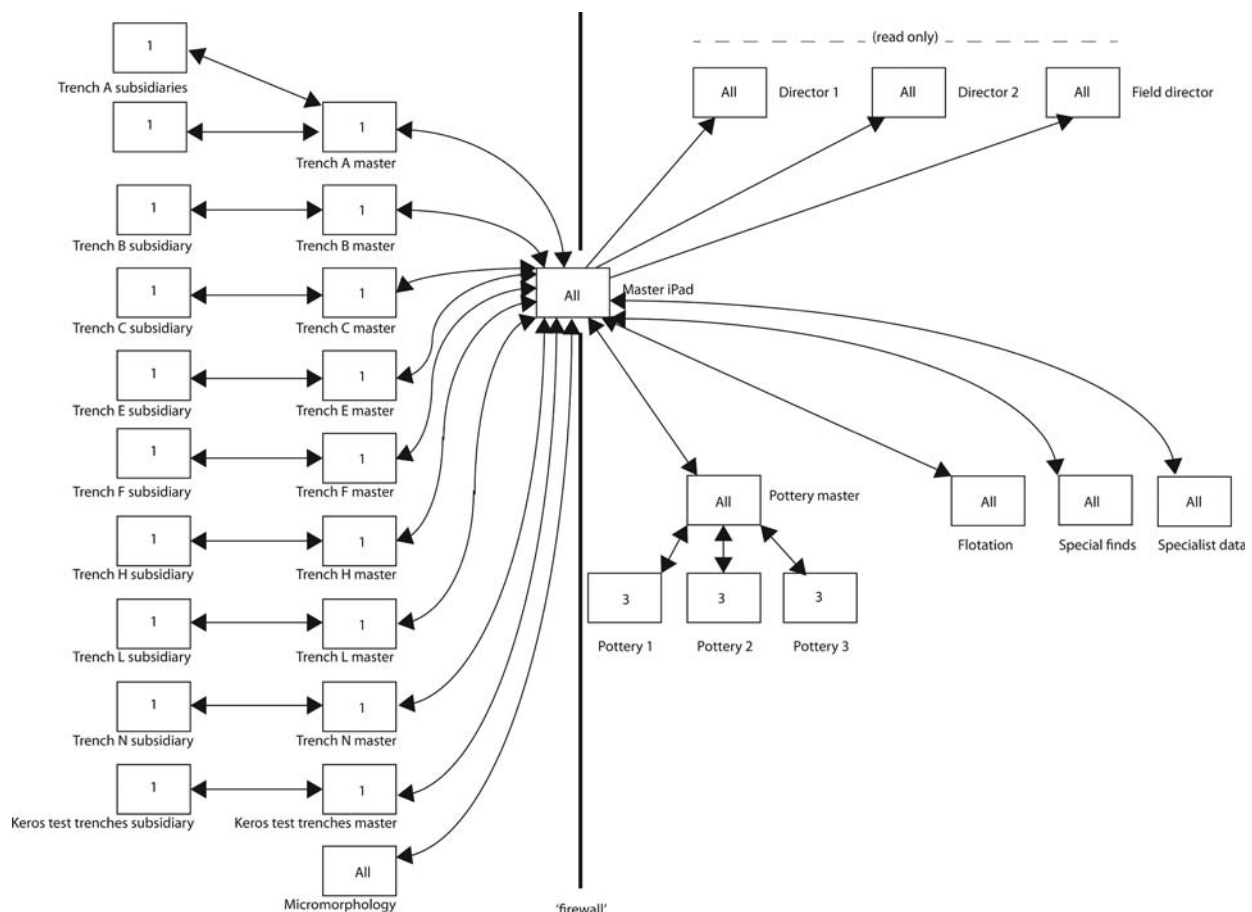 (read only)
1
Trench A subsidiaries
All
Director 1
All
Director 2
All
Field director
1
1
Trench A master
1
Trench B subsidiary
1
Trench B master
1
Trench C subsidiary
1
Trench C master
All
Master iPad
1
Trench E subsidiary
1
Trench E master
1
Trench F subsidiary
1
Trench F master
All
Pottery master
All
Flotation
All
Special finds
All
Specialist data
1
Trench H subsidiary
1
Trench H master
3
Pottery 1
3
Pottery 2
3
Pottery 3
1
Trench L subsidiary
1
Trench L master
1
Trench N subsidiary
1
Trench N master
1
Keros test trenches subsidiary
1
Keros test trenches master
All
Micromorphology
'firewall'